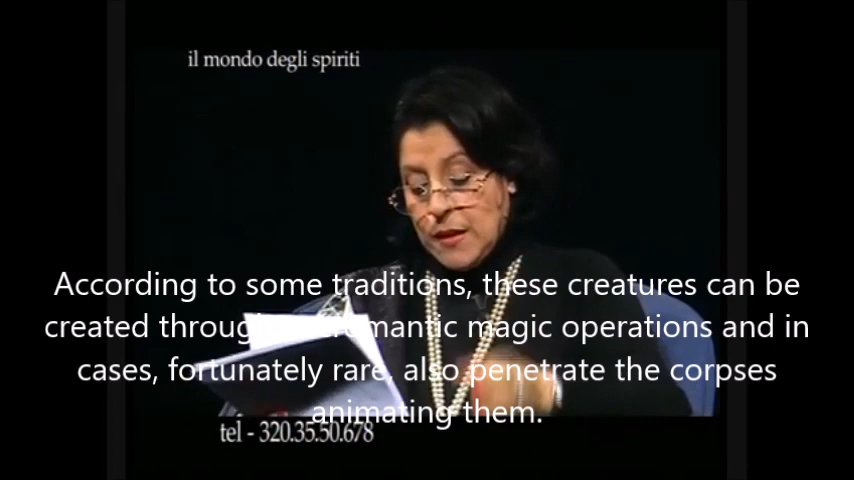 il mondo degli spiriti
According to some traditions, these creatures can be
created through magic operations and in
cases, fortunately rare, also penetrate the corpses
animating them.
tel - 320.35.50.678